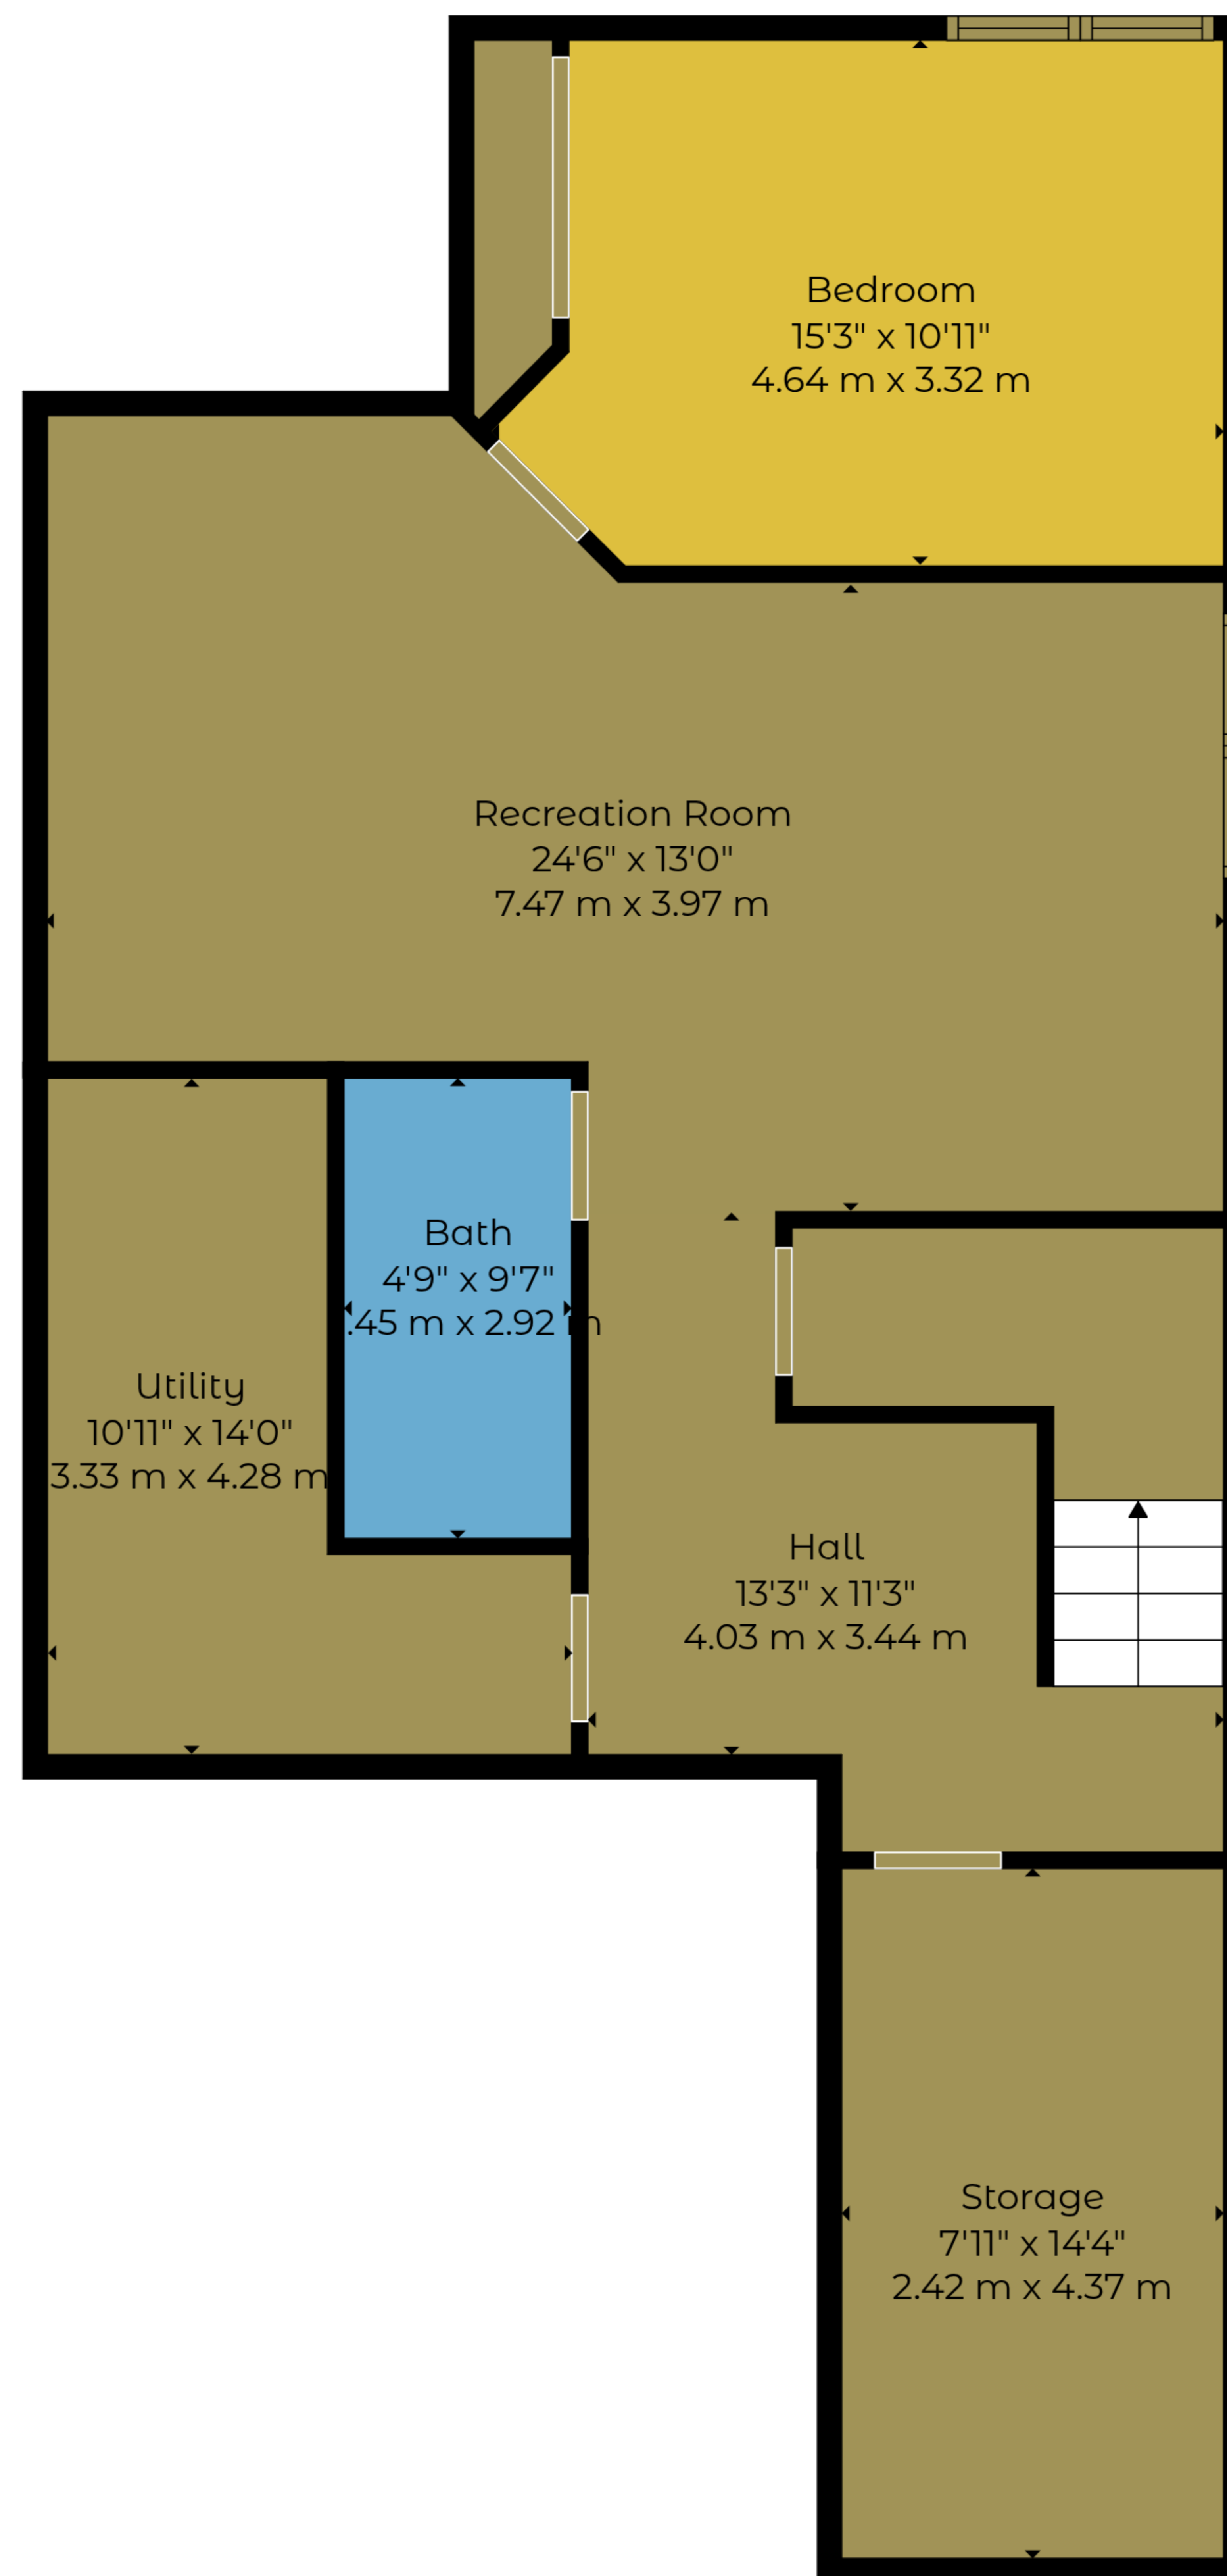 Bedroom
15'3" x 10'11"
4.64 m x 3.32 m
Recreation Room
24'6" x 13'0"
7.47 m x 3.97 m
Bath
4'9" x 9'7"
.45 m x 2.92 m
Utility
10'11" x 14'0"
3.33 m x 4.28 m
Hall
13'3" x 11'3"
4.03 m x 3.44 m
Storage
7'11" x 14'4"
2.42 m x 4.37 m